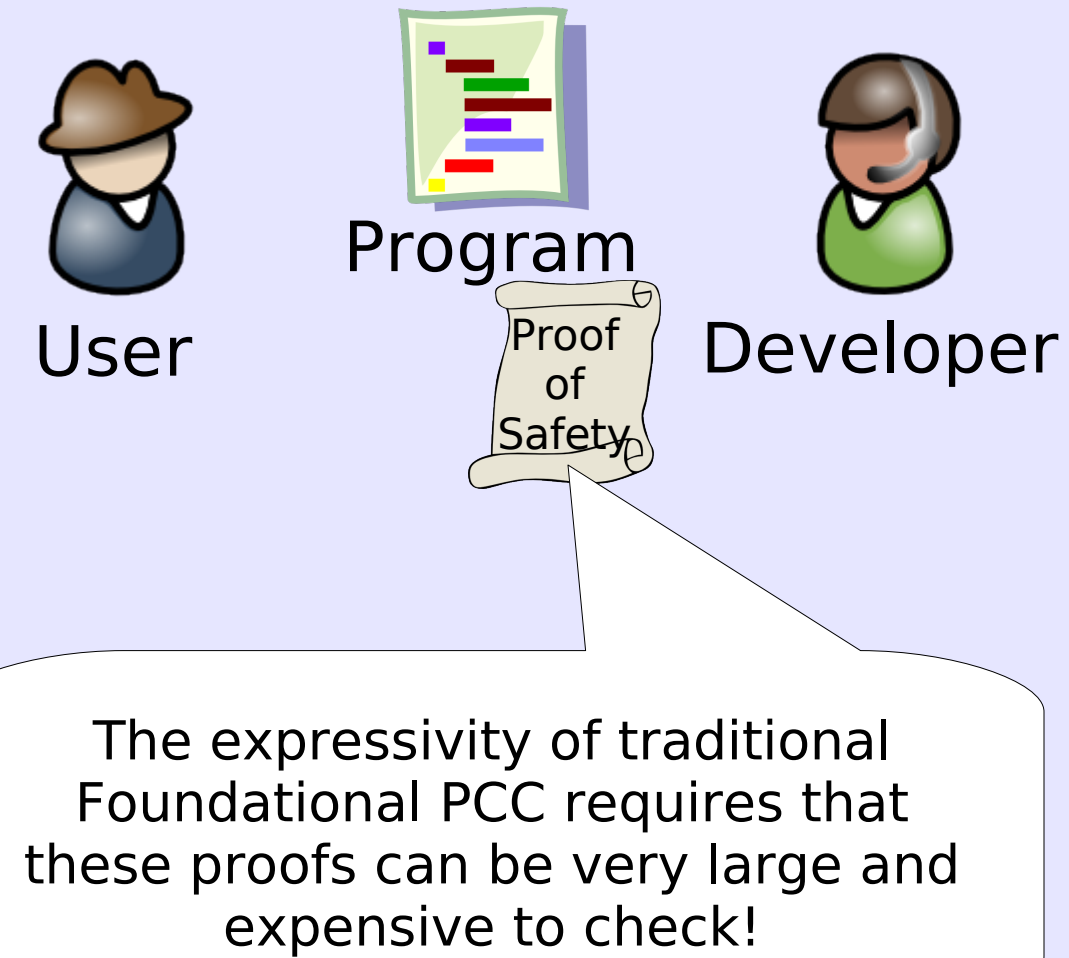 Program
User
Developer
Proof
of
Safety
The expressivity of traditional
Foundational PCC requires that
these proofs can be very large and
expensive to check!